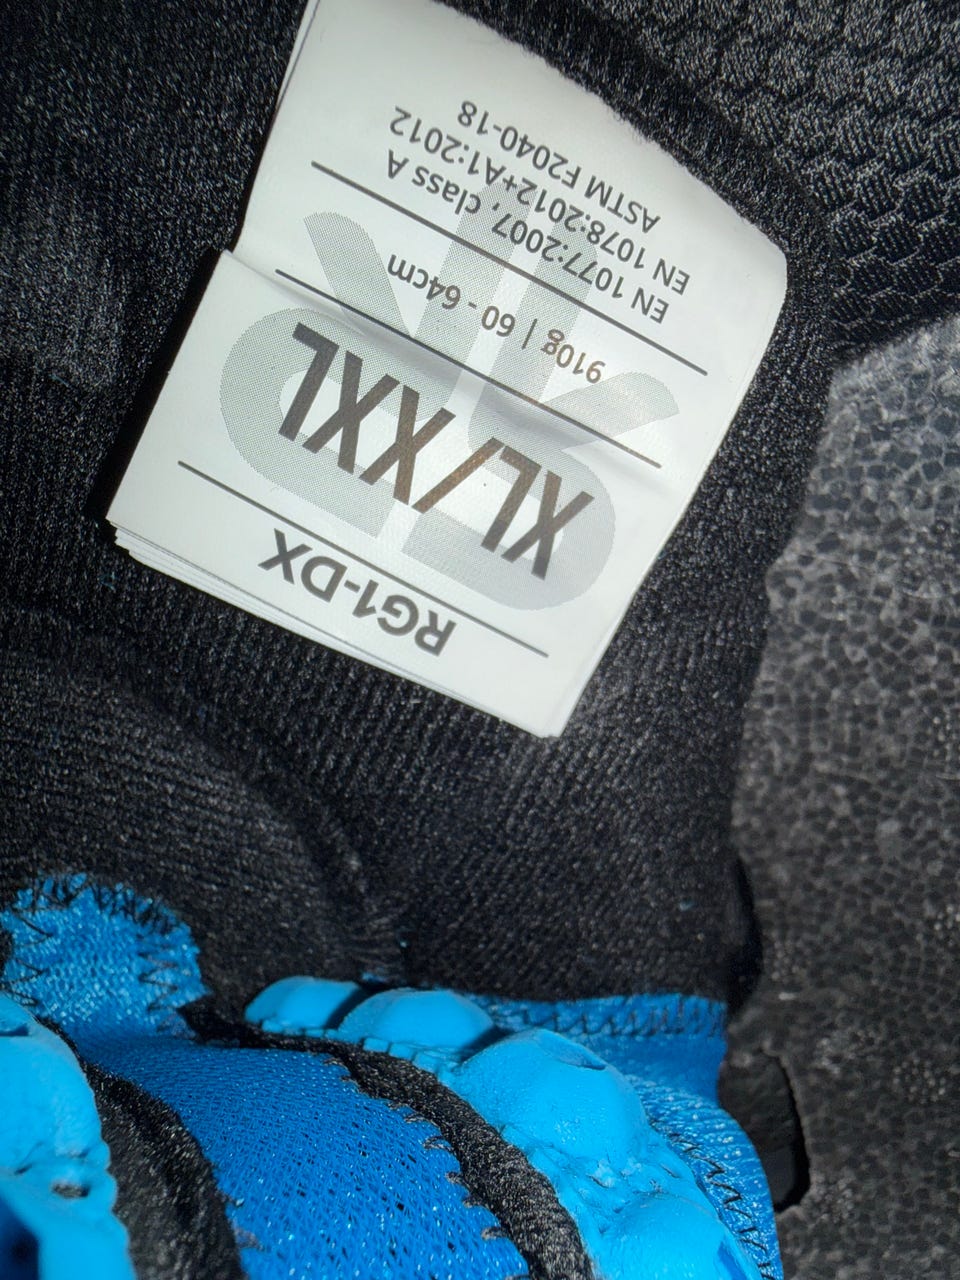 RG1-DX
XL/XXL
910g | 60 - 64cm
EN 1077:2007, class A
EN 1078:2012+A1:2012
ASTM F2040-18